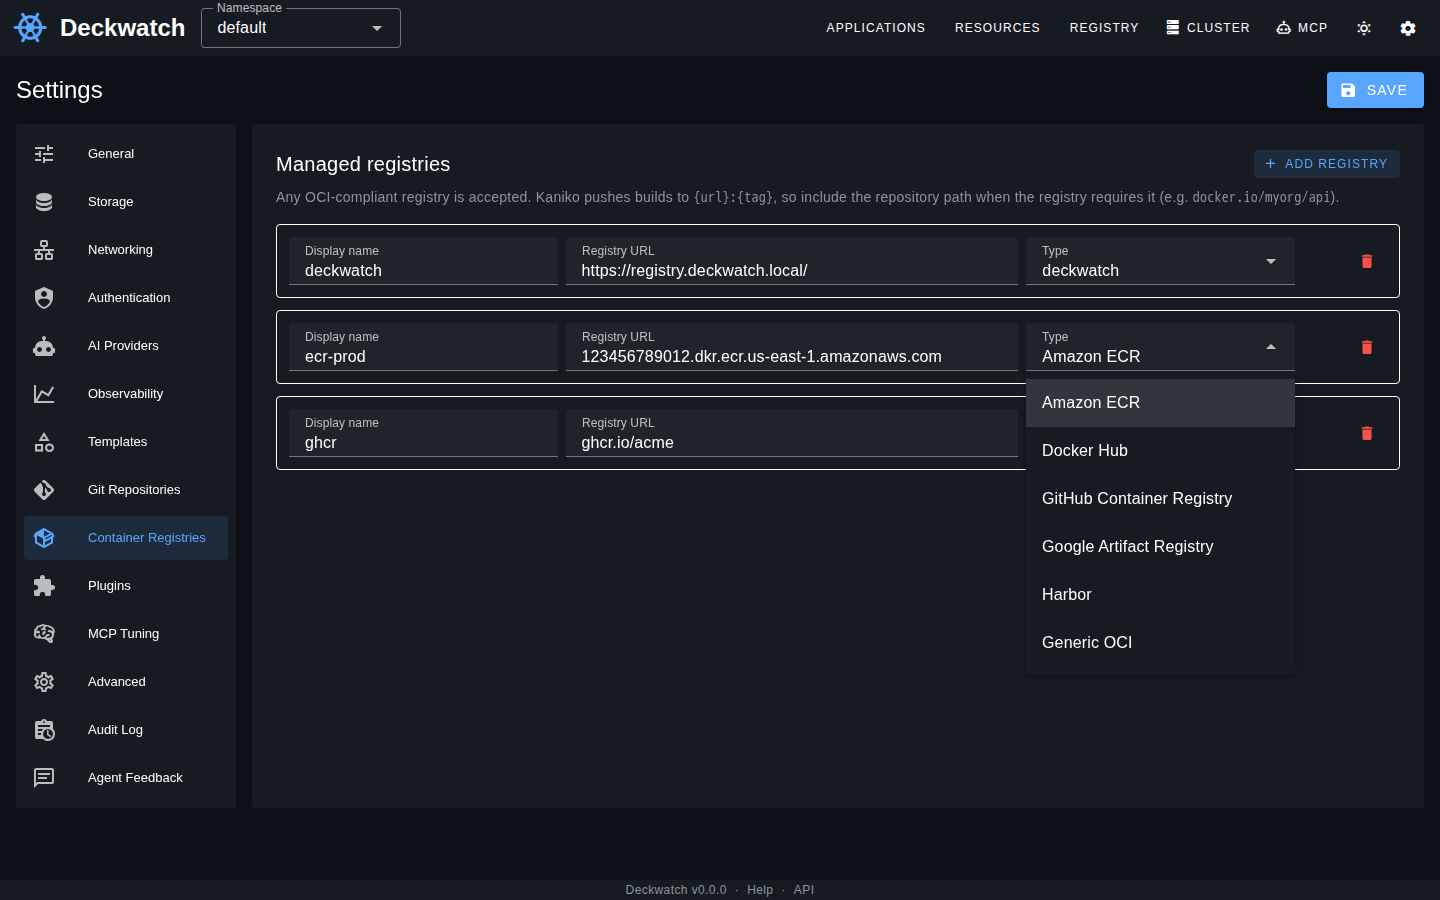 Deckwatch
Namespace
default
APPLICATIONS
RESOURCES
REGISTRY
CLUSTER
MCP
Settings
SAVE
General
Storage
Networking
Authentication
AI Providers
Observability
Templates
Git Repositories
Container Registries
Plugins
MCP Tuning
Advanced
Audit Log
Agent Feedback
Managed registries
ADD REGISTRY
Any OCI-compliant registry is accepted. Kaniko pushes builds to {url}:{tag}, so include the repository path when the registry requires it (e.g. docker.io/myorg/api).
Display name
deckwatch
Registry URL
https://registry.deckwatch.local/
Type
deckwatch
Display name
ecr-prod
Registry URL
123456789012.dkr.ecr.us-east-1.amazonaws.com
Type
Amazon ECR
Display name
ghcr
Registry URL
ghcr.io/acme
Amazon ECR
Docker Hub
GitHub Container Registry
Google Artifact Registry
Harbor
Generic OCI
Deckwatch v0.0.0 · Help · API